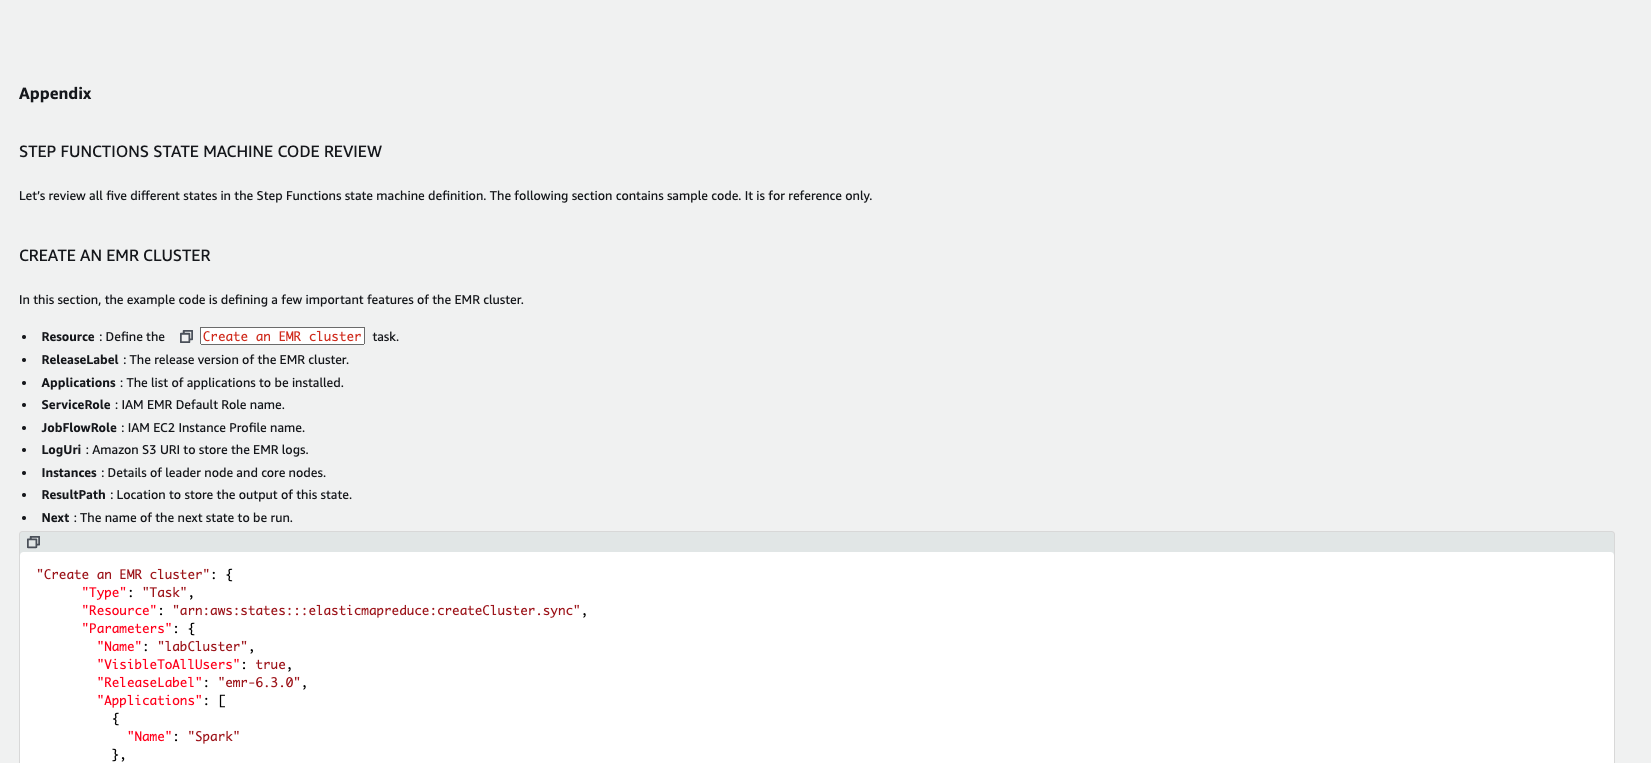 Appendix
STEP FUNCTIONS STATE MACHINE CODE REVIEW
Let's review all five different states in the Step Functions state machine definition. The following section contains sample code. It is for reference only.
CREATE AN EMR CLUSTER
In this section, the example code is defining a few important features of the EMR cluster.
• Resource : Define the Create an EMR cluster task.
• ReleaseLabel : The release version of the EMR cluster.
• Applications : The list of applications to be installed.
• ServiceRole : IAM EMR Default Role name.
• JobFlowRole : IAM EC2 Instance Profile name.
• LogUri : Amazon S3 URI to store the EMR logs.
• Instances : Details of leader node and core nodes.
• ResultPath : Location to store the output of this state.
• Next : The name of the next state to be run.
"Create an EMR cluster": {
"Type": "Task",
"Resource": "arn:aws:states:::elasticmapreduce:createCluster.sync",
"Parameters": {
"Name": "labCluster",
"VisibleToAllUsers": true,
"ReleaseLabel": "emr-6.3.0",
"Applications": [
{
"Name": "Spark"
},